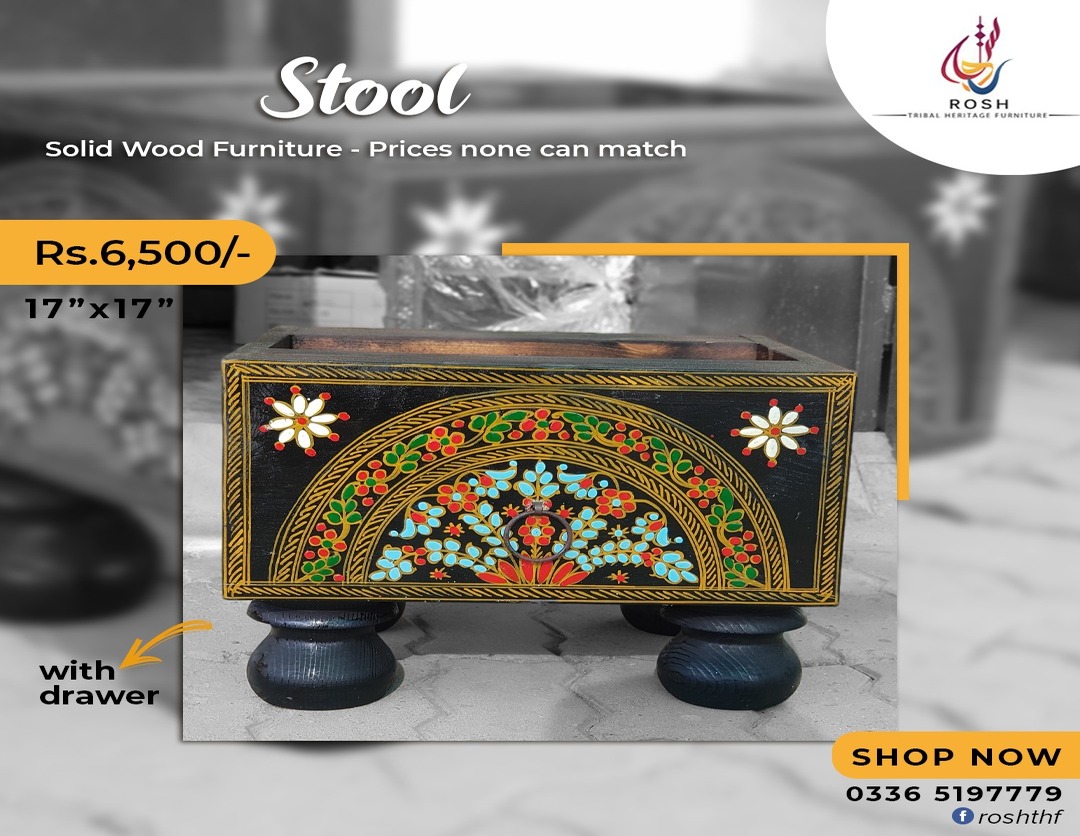 Stool
ROSH
TRIBAL HERITAGE FURNITURE
Solid Wood Furniture - Prices none can match
Rs.6,500/-
17”x17”
with
drawer
SHOP NOW
0336 5197779
f roshthf